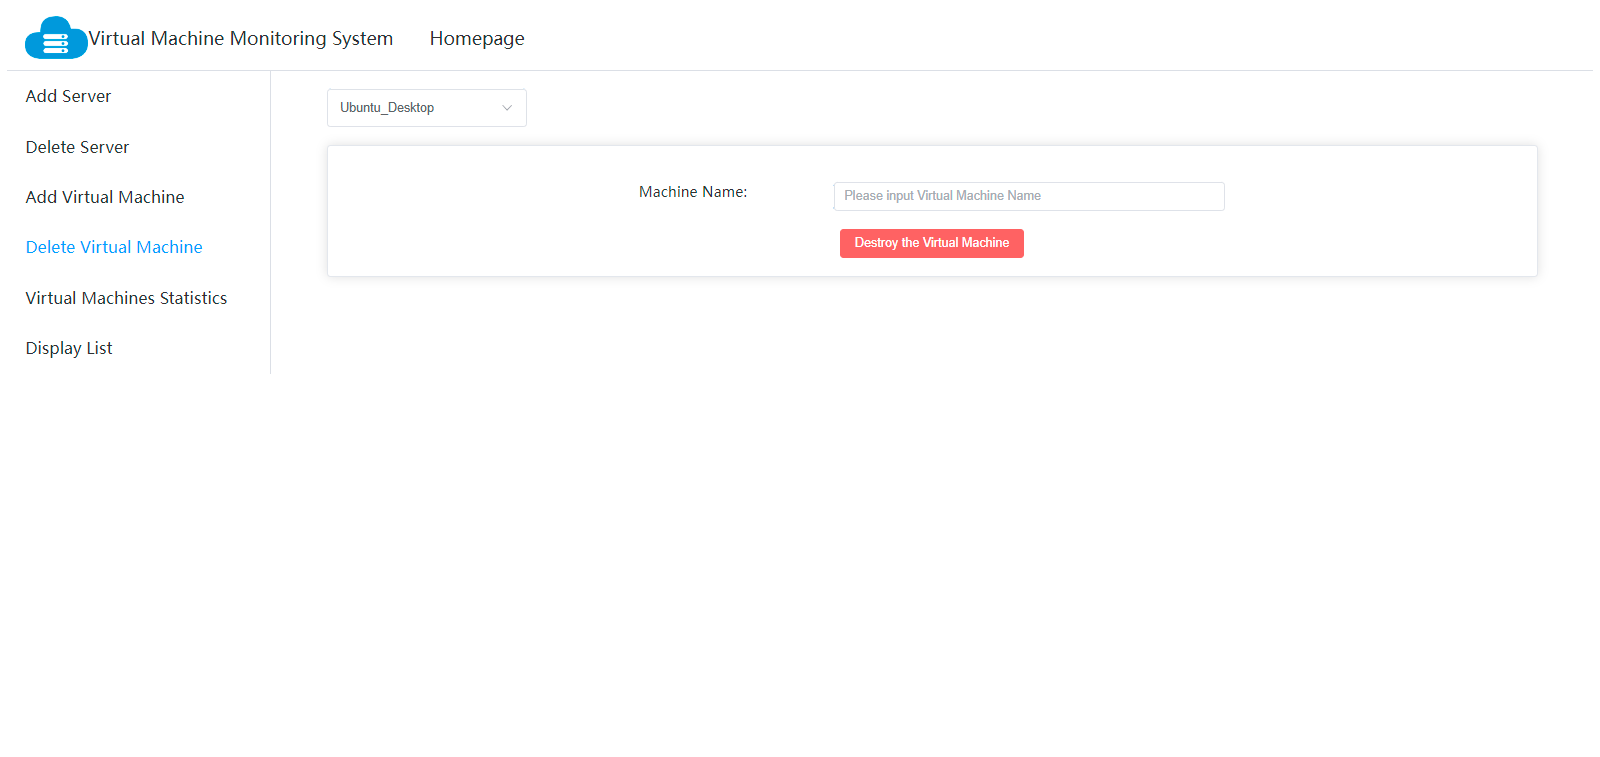 Virtual Machine Monitoring System Homepage
Add Server
Delete Server
Add Virtual Machine
Delete Virtual Machine
Virtual Machines Statistics
Display List
Ubuntu_Desktop
Machine Name: Please input Virtual Machine Name
Destroy the Virtual Machine